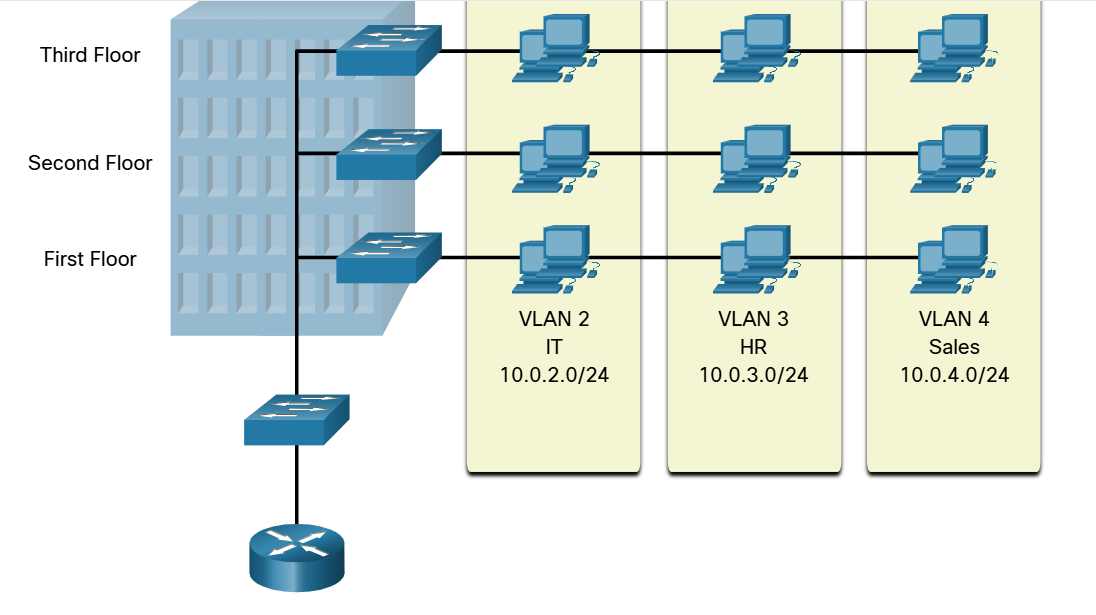 Third Floor
Second Floor
First Floor
VLAN 2
IT
10.0.2.0/24
VLAN 3
HR
10.0.3.0/24
VLAN 4
Sales
10.0.4.0/24